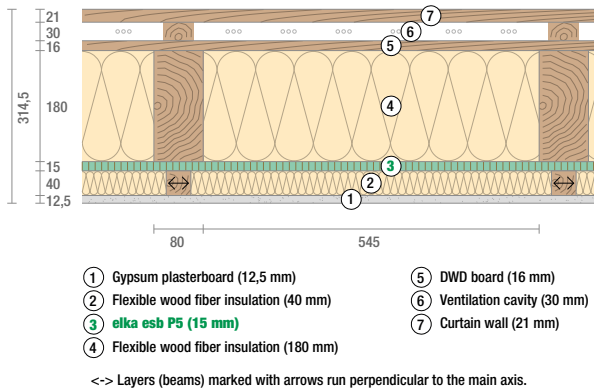 21
30
16
180
314,5
15
40
12,5
7
6
5
4
3
2
1
80
545
1 Gypsum plasterboard (12,5 mm)
2 Flexible wood fiber insulation (40 mm)
3 elka esb P5 (15 mm)
4 Flexible wood fiber insulation (180 mm)
5 DWD board (16 mm)
6 Ventilation cavity (30 mm)
7 Curtain wall (21 mm)
<-> Layers (beams) marked with arrows run perpendicular to the main axis.